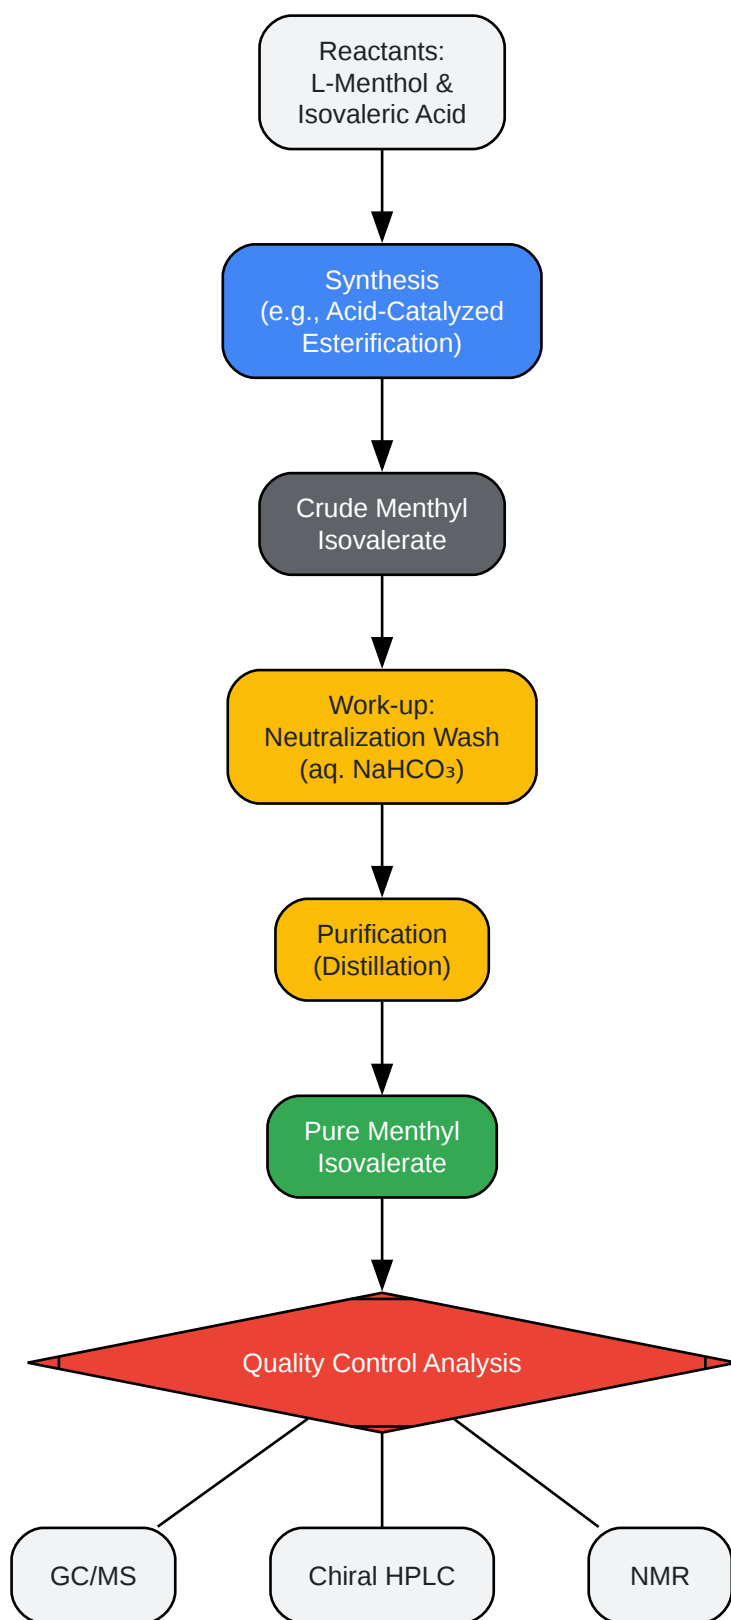 Reactants:
L-Menthol &
Isovaleric Acid
Synthesis
(e.g., Acid-Catalyzed
Esterification)
Crude Menthyl
Isovalerate
Work-up:
Neutralization Wash
(aq. NaHCO₃)
Purification
(Distillation)
Pure Menthyl
Isovalerate
Quality Control Analysis
GC/MS
Chiral HPLC
NMR